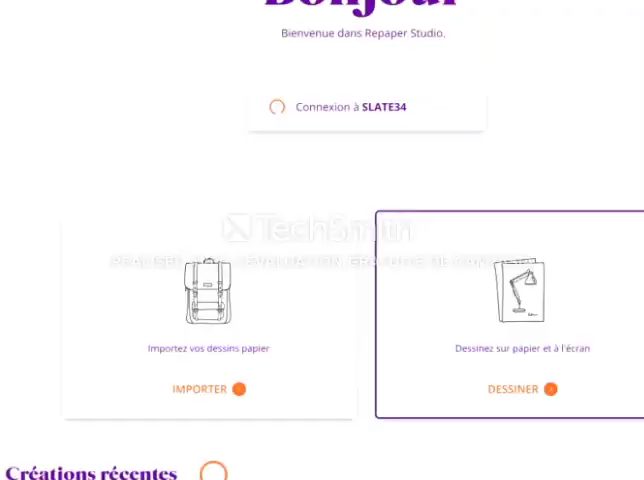 Bonjour
Bienvenue dans Repaper Studio.
Connexion à SLATE34
TechSmith
Importez vos dessins papier
Dessinez sur papier et à l'écran
IMPORTER
DESSINER
Créations récentes